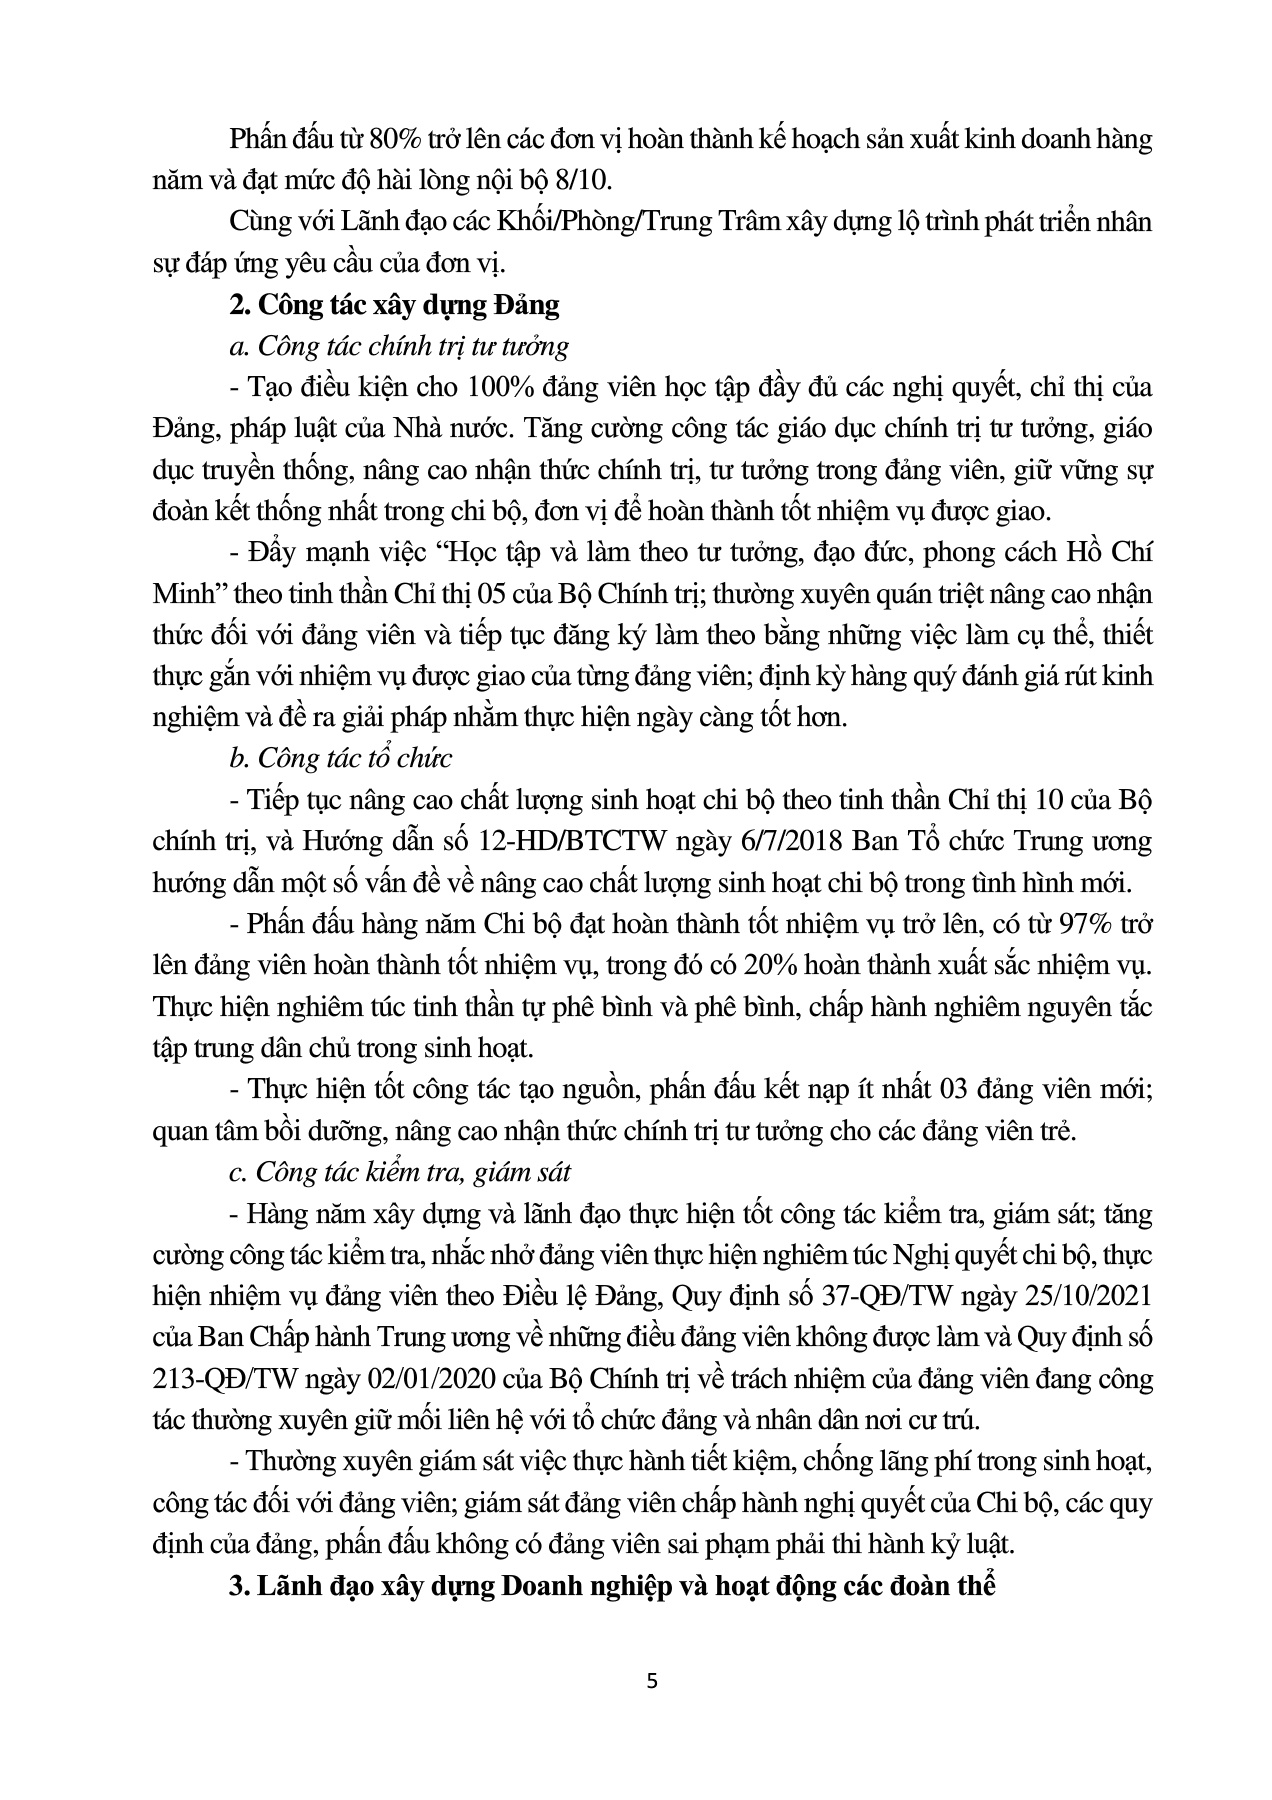 Phấn đấu từ 80% trở lên các đơn vị hoàn thành kế hoạch sản xuất kinh doanh hàng
năm và đạt mức độ hài lòng nội bộ 8/10.
Cùng với Lãnh đạo các Khối/Phòng/Trung Trâm xây dựng lộ trình phát triển nhân
sự đáp ứng yêu cầu của đơn vị.
2. Công tác xây dựng Đảng
a. Công tác chính trị tư tưởng
- Tạo điều kiện cho 100% đảng viên học tập đầy đủ các nghị quyết, chỉ thị của
Đảng, pháp luật của Nhà nước. Tăng cường công tác giáo dục chính trị tư tưởng, giáo
dục truyền thống, nâng cao nhận thức chính trị, tư tưởng trong đảng viên, giữ vững sự
đoàn kết thống nhất trong chi bộ, đơn vị để hoàn thành tốt nhiệm vụ được giao.
- Đẩy mạnh việc “Học tập và làm theo tư tưởng, đạo đức, phong cách Hồ Chí
Minh” theo tinh thần Chỉ thị 05 của Bộ Chính trị; thường xuyên quán triệt nâng cao nhận
thức đối với đảng viên và tiếp tục đăng ký làm theo bằng những việc làm cụ thể, thiết
thực gắn với nhiệm vụ được giao của từng đảng viên; định kỳ hàng quý đánh giá rút kinh
nghiệm và đề ra giải pháp nhằm thực hiện ngày càng tốt hơn.
b. Công tác tổ chức
- Tiếp tục nâng cao chất lượng sinh hoạt chi bộ theo tinh thần Chỉ thị 10 của Bộ
chính trị, và Hướng dẫn số 12-HD/BTCTW ngày 6/7/2018 Ban Tổ chức Trung ương
hướng dẫn một số vấn đề về nâng cao chất lượng sinh hoạt chi bộ trong tình hình mới.
- Phấn đấu hàng năm Chi bộ đạt hoàn thành tốt nhiệm vụ trở lên, có từ 97% trở
lên đảng viên hoàn thành tốt nhiệm vụ, trong đó có 20% hoàn thành xuất sắc nhiệm vụ.
Thực hiện nghiêm túc tinh thần tự phê bình và phê bình, chấp hành nghiêm nguyên tắc
tập trung dân chủ trong sinh hoạt.
- Thực hiện tốt công tác tạo nguồn, phấn đấu kết nạp ít nhất 03 đảng viên mới;
quan tâm bồi dưỡng, nâng cao nhận thức chính trị tư tưởng cho các đảng viên trẻ.
c. Công tác kiểm tra, giám sát
- Hàng năm xây dựng và lãnh đạo thực hiện tốt công tác kiểm tra, giám sát; tăng
cường công tác kiểm tra, nhắc nhở đảng viên thực hiện nghiêm túc Nghị quyết chi bộ, thực
hiện nhiệm vụ đảng viên theo Điều lệ Đảng, Quy định số 37-QĐ/TW ngày 25/10/2021
của Ban Chấp hành Trung ương về những điều đảng viên không được làm và Quy định số
213-QĐ/TW ngày 02/01/2020 của Bộ Chính trị về trách nhiệm của đảng viên đang công
tác thường xuyên giữ mối liên hệ với tổ chức đảng và nhân dân nơi cư trú.
- Thường xuyên giám sát việc thực hành tiết kiệm, chống lãng phí trong sinh hoạt,
công tác đối với đảng viên; giám sát đảng viên chấp hành nghị quyết của Chi bộ, các quy
định của đảng, phấn đấu không có đảng viên sai phạm phải thi hành kỷ luật.
3. Lãnh đạo xây dựng Doanh nghiệp và hoạt động các đoàn thể
5